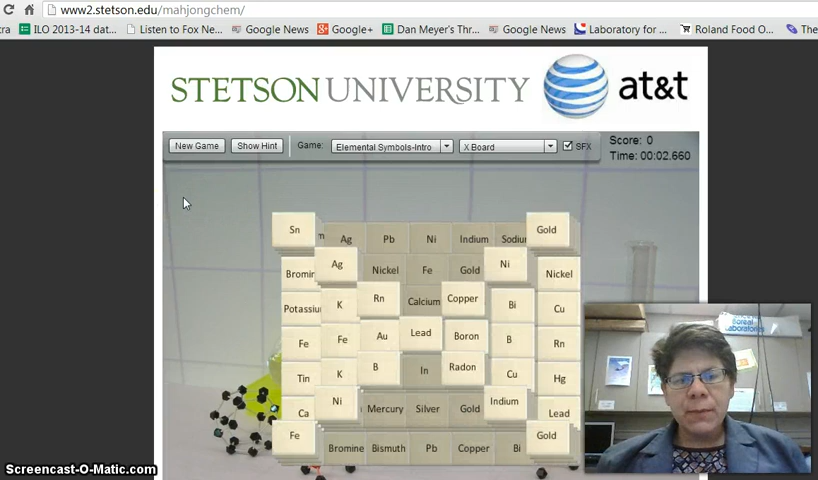 www2.stetson.edu/mahjongchem/
ILO 2013-14 dat... Listen to Fox Ne... Google News Google+ Dan Meyer's Thr... Google News Laboratory for ... Roland Food O... The
STETSON UNIVERSITY at&t
New Game Show Hint Game: Elemental Symbols-Intro X Board SFX Score: 0
Time: 00:02.660
Sn Ag Pb Ni Indium Sodiu Gold
Bromin Ag Nickel Fe Gold Ni Nickel
Potassiu K Rn Calcium Copper Bi Cu
Fe Fe Au Lead Boron B Rn
Tin K B In Radon Cu Hg
Ca Ni Mercury Silver Gold Indium Lead
Fe Bromine Bismuth Pb Copper Bi Gold
Boreal
Laboratories
Screencast-O-Matic.com